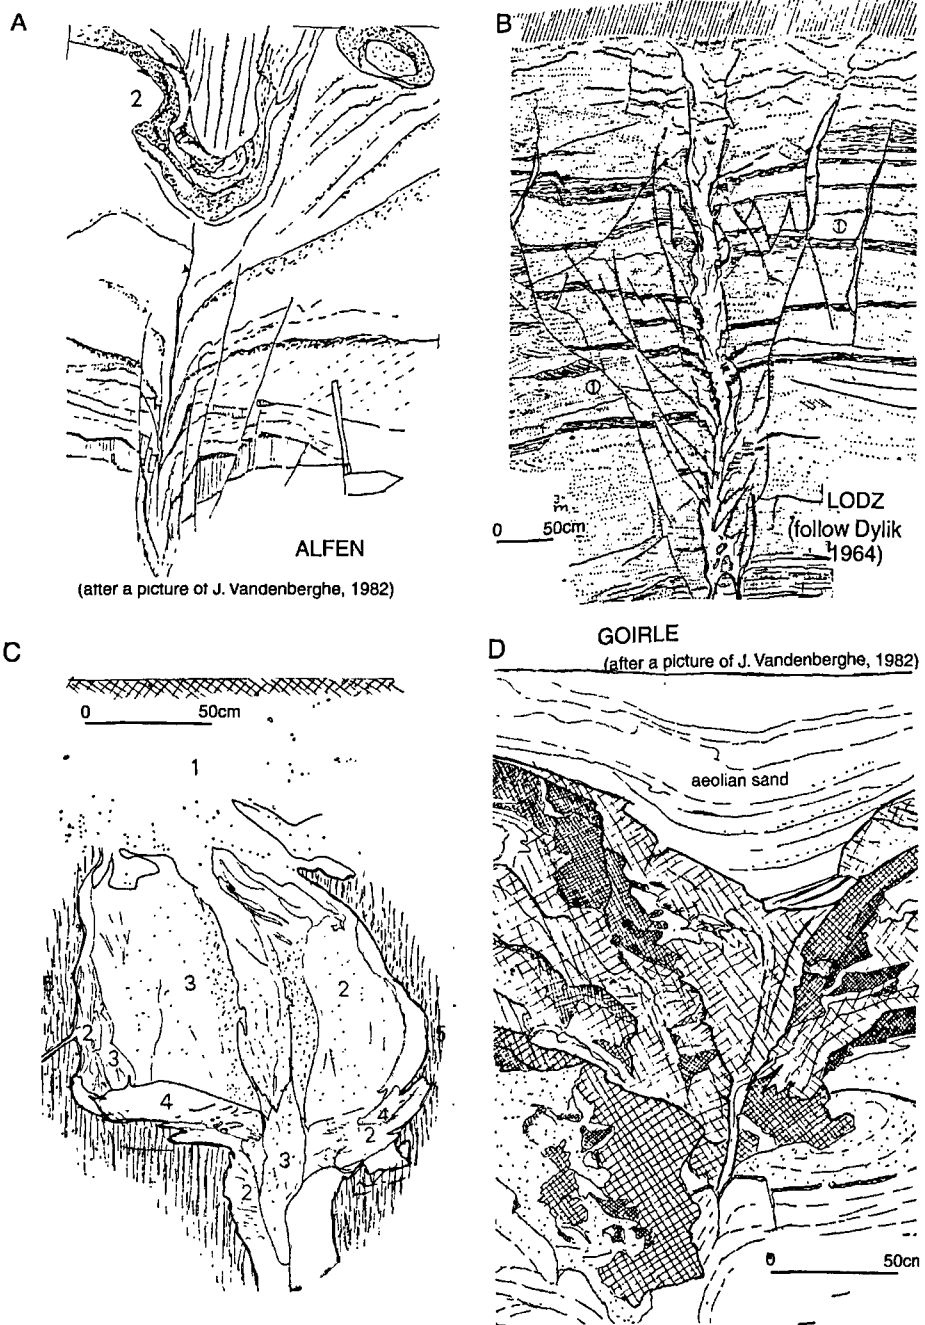 A
2
ALFEN
(after a picture of J. Vandenberghe, 1982)
B
①
①
0 50cm
LODZ
(follow Dylik
1964)
C
0 50cm
1
3
2
2
3
4
4
2
3
2
5
D
GOIRLE
(after a picture of J. Vandenberghe, 1982)
aeolian sand
0 50cm